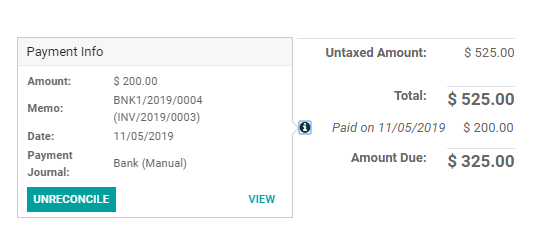 Payment Info
Amount: $ 200.00
Memo: BNK1/2019/0004
(INV/2019/0003)
Date: 11/05/2019
Payment
Journal: Bank (Manual)
UNRECONCILE VIEW
Untaxed Amount: $ 525.00
Total: $ 525.00
Paid on 11/05/2019 $ 200.00
Amount Due: $ 325.00